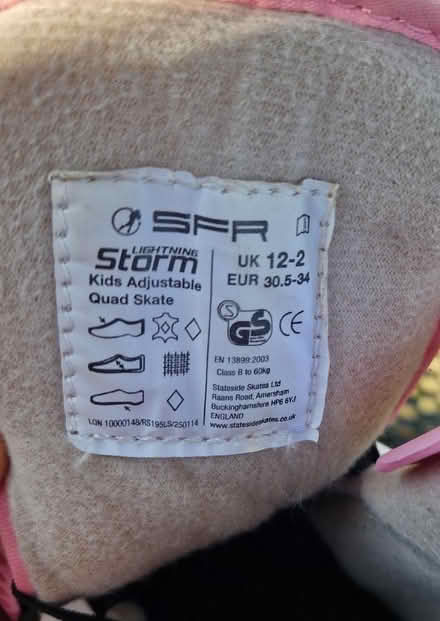 SFR
LIGHTNING
Storm
Kids Adjustable
Quad Skate
LON 10000148/RS195LS/250114
UK 12-2
EUR 30.5-34
S GS CE
EN 13899:2003
Class B to 60kg
Stateside Skates Ltd
Raans Road, Amersham
Buckinghamshire HP6 6YJ
ENGLAND
www.statesideskates.co.uk